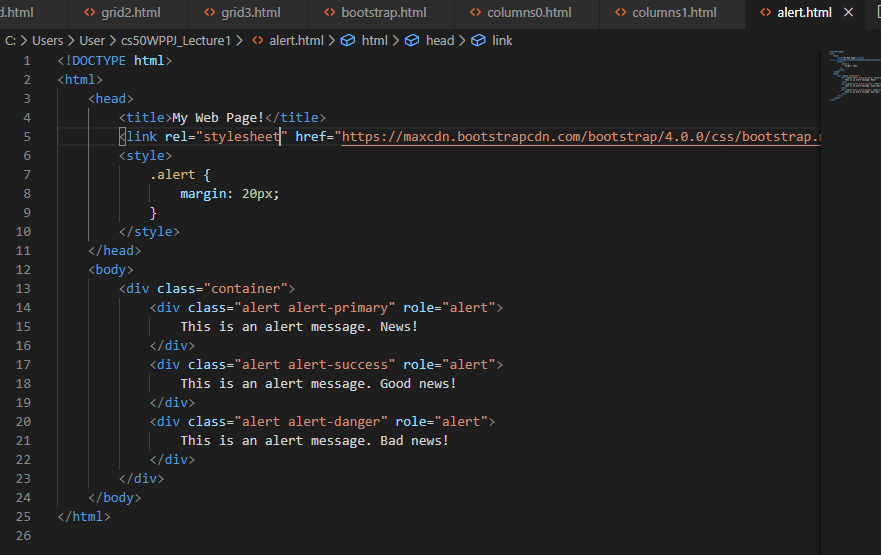 d.html grid2.html grid3.html bootstrap.html columns0.html columns1.html alert.html
C: > Users > User > cs50WPPJ_Lecture1 > alert.html > html > head > link
1 <!DOCTYPE html>
2 <html>
3 <head>
4 <title>My Web Page!</title>
5 <link rel="stylesheet" href="https://maxcdn.bootstrapcdn.com/bootstrap/4.0.0/css/bootstrap.
6 <style>
7 .alert {
8 margin: 20px;
9 }
10 </style>
11 </head>
12 <body>
13 <div class="container">
14 <div class="alert alert-primary" role="alert">
15 This is an alert message. News!
16 </div>
17 <div class="alert alert-success" role="alert">
18 This is an alert message. Good news!
19 </div>
20 <div class="alert alert-danger" role="alert">
21 This is an alert message. Bad news!
22 </div>
23 </div>
24 </body>
25 </html>
26